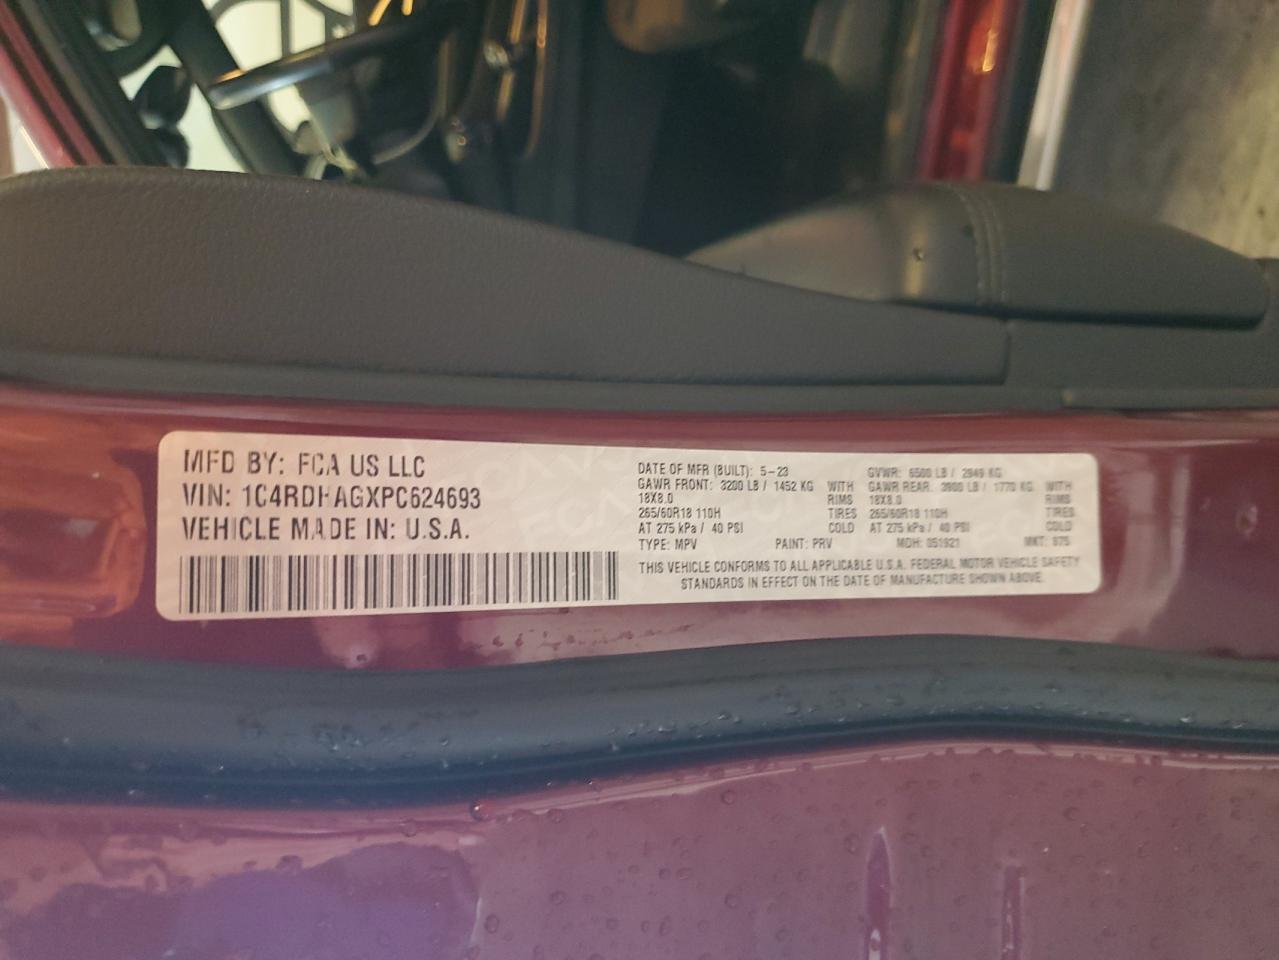 MFD BY: FCA US LLC
VIN: 1C4RDHAGXPC624693
VEHICLE MADE IN: U.S.A.
DATE OF MFR (BUILT): 5-23 GVWR: 6500 LB / 2949 KG
GAWR FRONT: 3200 LB / 1452 KG WITH GAWR REAR: 3900 LB / 1770 KG WITH
18X8.0 RIMS 18X8.0 RIMS
265/60R18 110H TIRES 265/60R18 110H TIRES
AT 275 kPa / 40 PSI COLD AT 275 kPa / 40 PSI COLD
TYPE: MPV PAINT: PRV MDH: 051921 MKT: 875
THIS VEHICLE CONFORMS TO ALL APPLICABLE U.S.A. FEDERAL MOTOR VEHICLE SAFETY
STANDARDS IN EFFECT ON THE DATE OF MANUFACTURE SHOWN ABOVE.